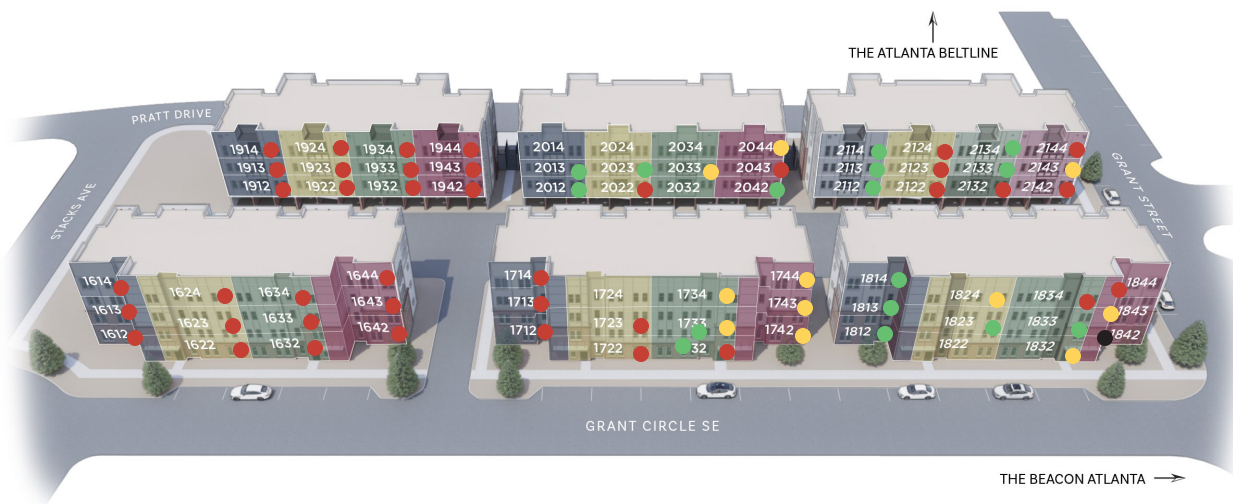 THE ATLANTA BELTLINE
PRATT DRIVE
STACKS AVE
GRANT STREET
1914 1924 1934 1944
1913 1923 1933 1943
1912 1922 1932 1942
2014 2024 2034 2044
2013 2023 2033 2043
2012 2022 2032 2042
2114 2124 2134 2144
2113 2123 2133 2143
2112 2122 2132 2142
1614 1624 1634 1644
1613 1623 1633 1643
1612 1622 1632 1642
1714 1724 1734 1744
1713 1723 1733 1743
1712 1722 32 1742
1814 1824 1834 1844
1813 1823 1833 1843
1812 1822 1832 842
GRANT CIRCLE SE
THE BEACON ATLANTA